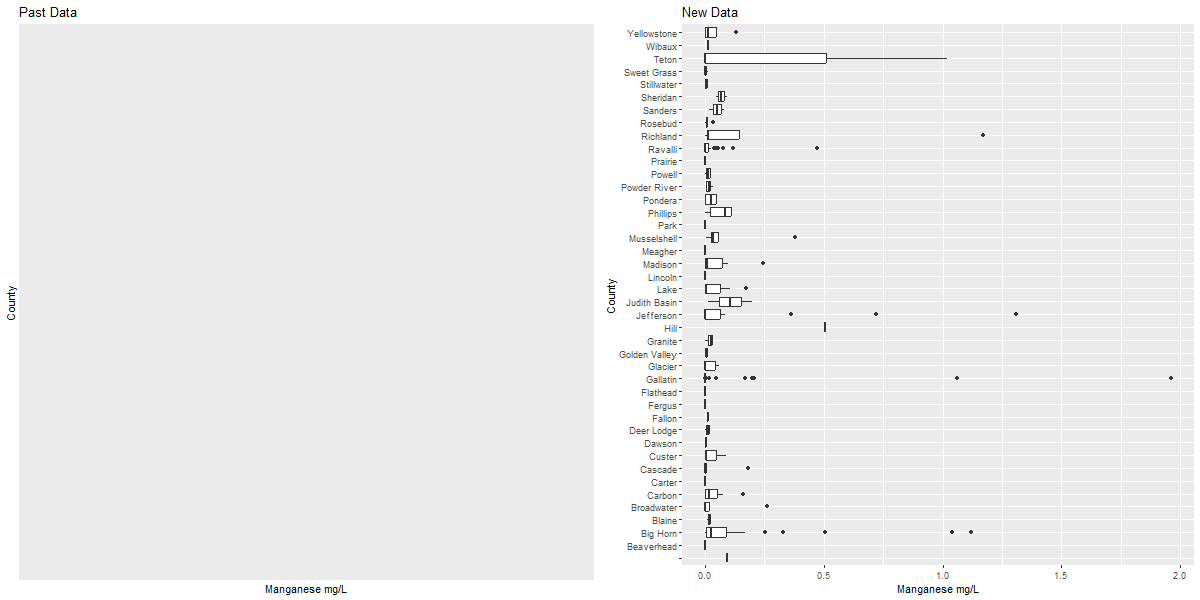 Past Data
County
Manganese mg/L
New Data
County
Yellowstone
Wibaux
Teton
Sweet Grass
Stillwater
Sheridan
Sanders
Rosebud
Richland
Ravalli
Prairie
Powell
Powder River
Pondera
Phillips
Park
Musselshell
Meagher
Madison
Lincoln
Lake
Judith Basin
Jefferson
Hill
Granite
Golden Valley
Glacier
Gallatin
Flathead
Fergus
Fallon
Deer Lodge
Dawson
Custer
Cascade
Carter
Carbon
Broadwater
Blaine
Big Horn
Beaverhead
0.0 0.5 1.0 1.5 2.0
Manganese mg/L